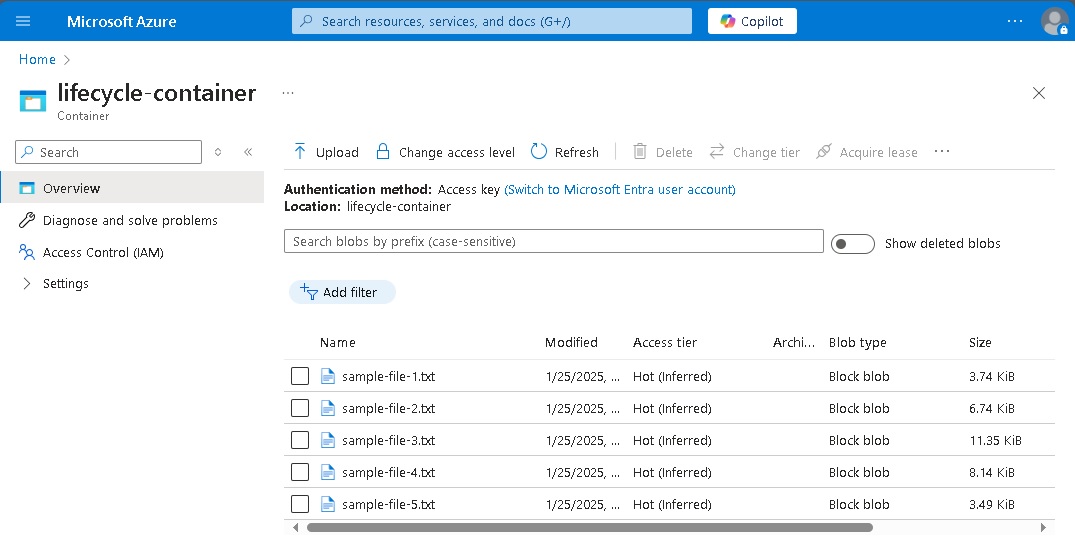 Microsoft Azure
Search resources, services, and docs (G+/)
Copilot
...
Home
lifecycle-container
...
Container
Search
Upload
Change access level
Refresh
Delete
Change tier
Acquire lease
...
Overview
Diagnose and solve problems
Access Control (IAM)
Settings
Authentication method: Access key (Switch to Microsoft Entra user account)
Location: lifecycle-container
Search blobs by prefix (case-sensitive)
Show deleted blobs
Add filter
Name Modified Access tier Archi... Blob type Size
sample-file-1.txt 1/25/2025, ... Hot (Inferred) Block blob 3.74 KiB
sample-file-2.txt 1/25/2025, ... Hot (Inferred) Block blob 6.74 KiB
sample-file-3.txt 1/25/2025, ... Hot (Inferred) Block blob 11.35 KiB
sample-file-4.txt 1/25/2025, ... Hot (Inferred) Block blob 8.14 KiB
sample-file-5.txt 1/25/2025, ... Hot (Inferred) Block blob 3.49 KiB